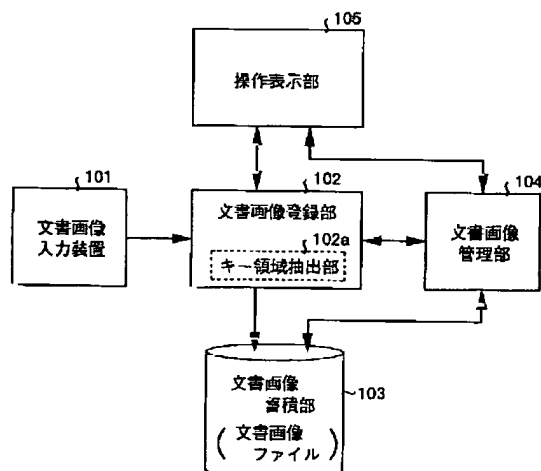 105
操作表示部
101
文書画像
入力装置
102
文書画像登録部
102a
キー領域抽出部
104
文書画像
管理部
文書画像
蓄積部
(文書画像
ファイル)
103